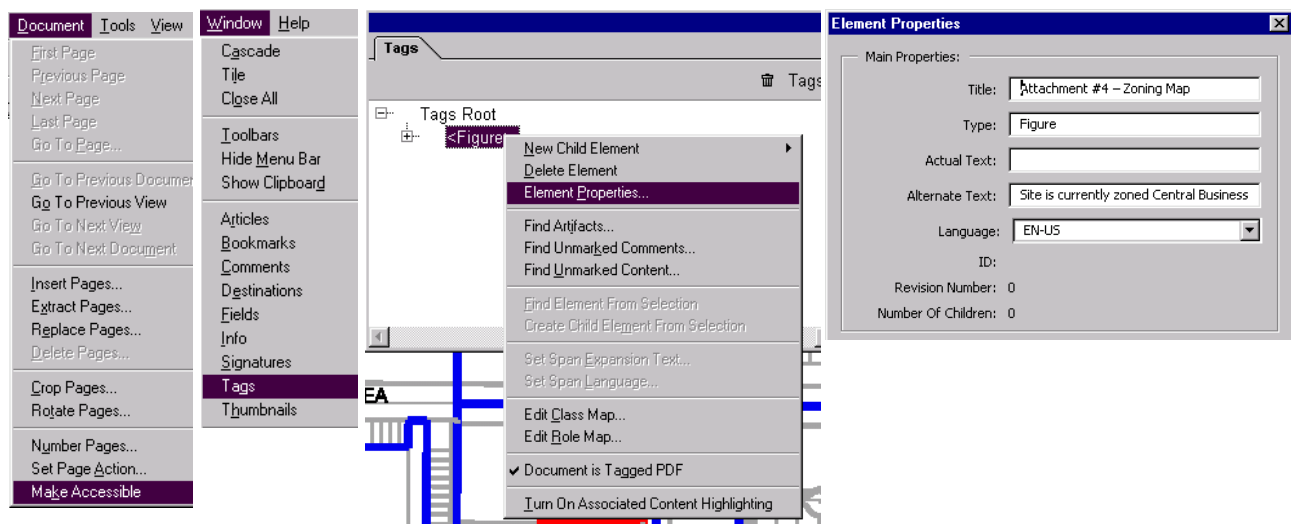 Document Tools View
First Page
Previous Page
Next Page
Last Page
Go To Page...
Go To Previous
Go To Previous View
Go To Next View
Go To Next Document
Insert Pages...
Extract Pages...
Replace Pages...
Delete Pages...
Crop Pages...
Rotate Pages...
Number Pages...
Set Page Action...
Make Accessible
Window Help
Cascade
Tile
Close All
Toolbars
Hide Menu Bar
Show Clipboard
Articles
Bookmarks
Comments
Destinations
Fields
Info
Signatures
Tags
Thumbnails
Tags
Tags
Tags Root
<Figure>
New Child Element
Delete Element
Element Properties...
Find Artifacts...
Find Unmarked Comments...
Find Unmarked Content...
Find Element From Selection
Create Child Element From Selection
Set Span Expansion Text...
Set Span Language...
Edit Class Map...
Edit Role Map...
Document is Tagged PDF
Turn On Associated Content Highlighting
EA
Element Properties
Main Properties:
Title: Attachment #4 – Zoning Map
Type: Figure
Actual Text:
Alternate Text: Site is currently zoned Central Business
Language: EN-US
ID:
Revision Number: 0
Number Of Children: 0